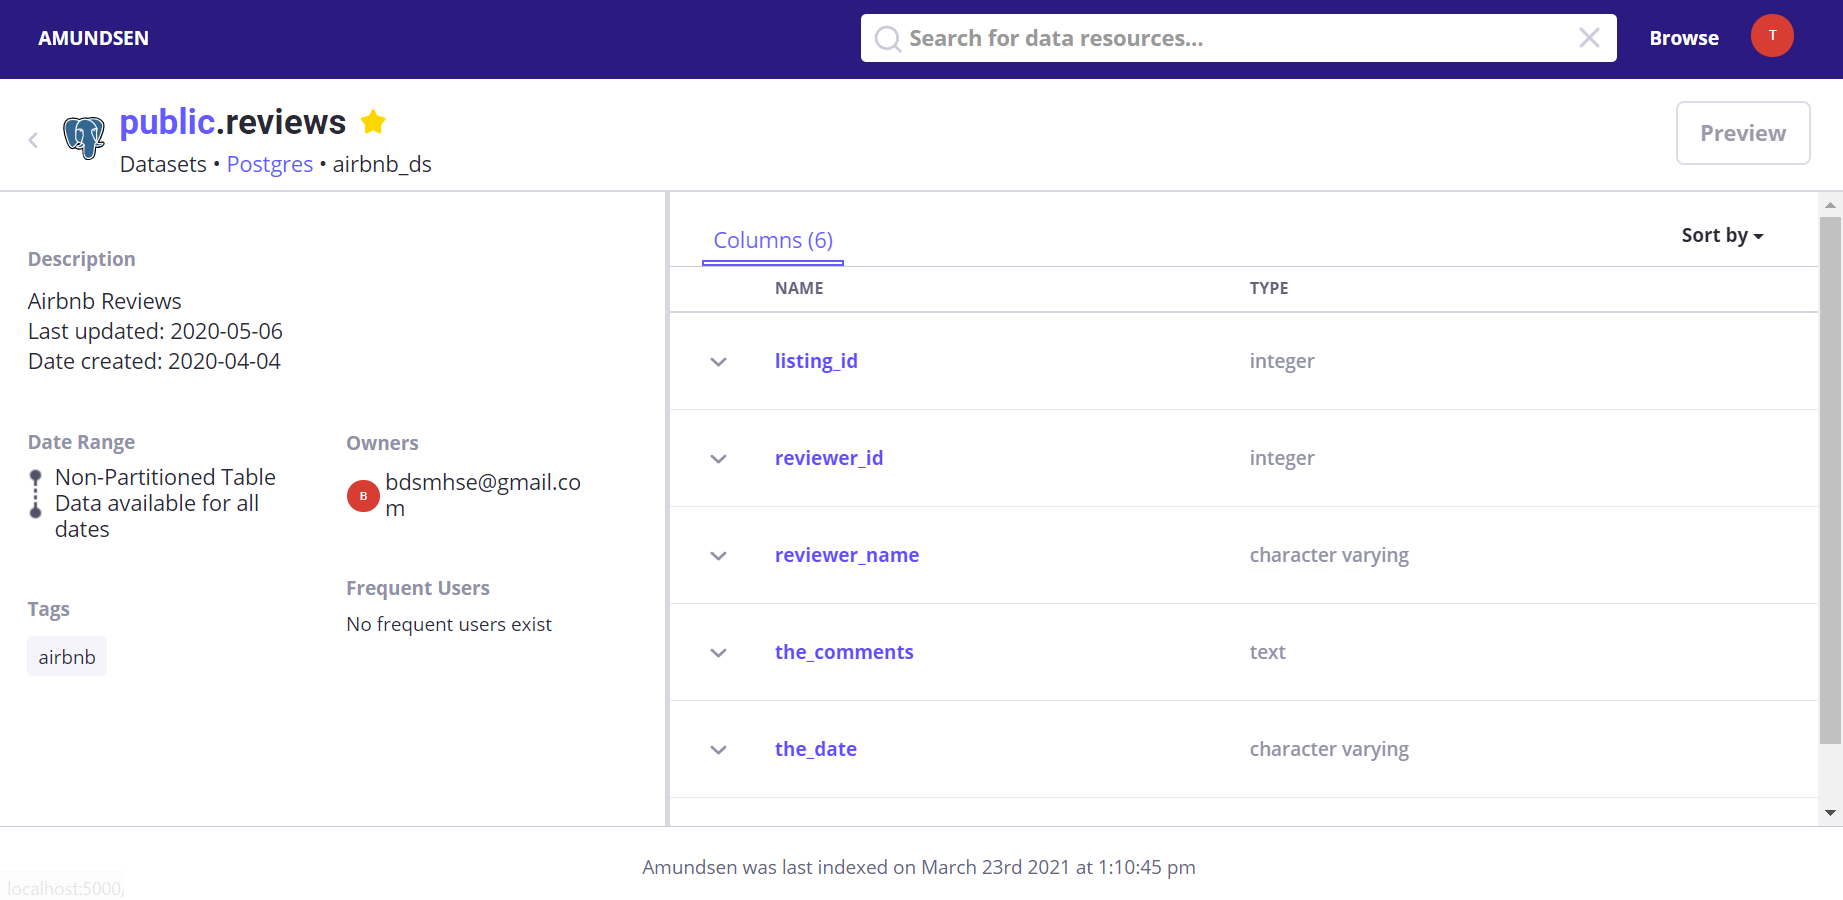 AMUNDSEN
Search for data resources...
Browse
T
public.reviews
Datasets • Postgres • airbnb_ds
Preview
Description
Airbnb Reviews
Last updated: 2020-05-06
Date created: 2020-04-04
Date Range
Non-Partitioned Table
Data available for all
dates
Tags
airbnb
Owners
B
bdsmhse@gmail.co
m
Frequent Users
No frequent users exist
Columns (6)
Sort by
NAME TYPE
listing_id integer
reviewer_id integer
reviewer_name character varying
the_comments text
the_date character varying
Amundsen was last indexed on March 23rd 2021 at 1:10:45 pm
localhost:5000/